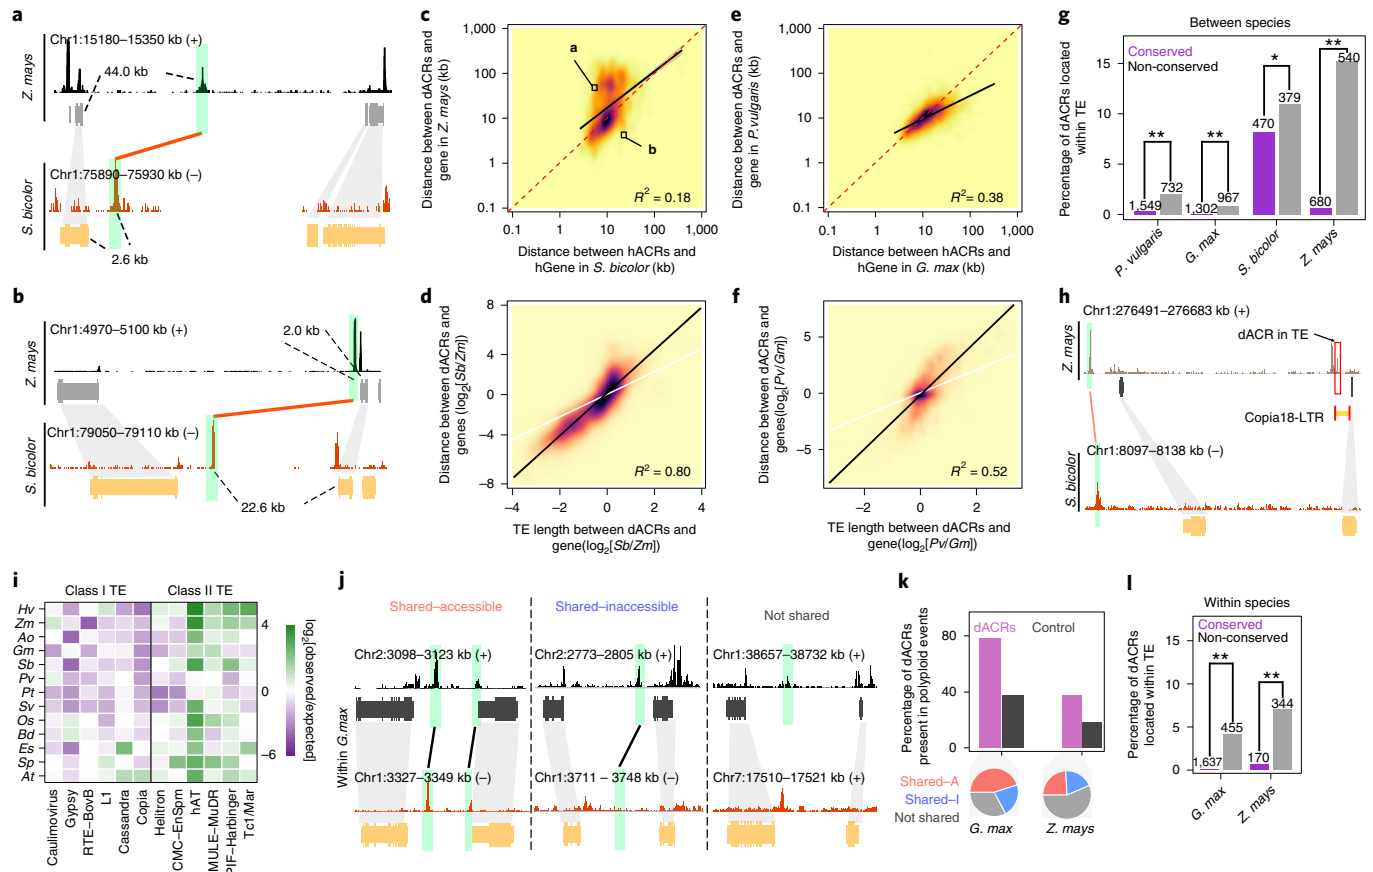 a
Chr1:15180–15350 kb (+)
44.0 kb
Z. mays
Chr1:75890–75930 kb (–)
S. bicolor
2.6 kb
b
Chr1:4970–5100 kb (+)
2.0 kb
Z. mays
Chr1:79050–79110 kb (–)
S. bicolor
22.6 kb
c
Distance between dACRs and
gene in Z. mays (kb)
1,000
100
10
1
0.1
a
b
R² = 0.18
0.1
1
10
100
1,000
Distance between hACRs and
hGene in S. bicolor (kb)
d
Distance between dACRs and
genes (log₂[Sb/Zm])
8
4
0
–4
–8
R² = 0.80
–4
–2
0
2
4
TE length between dACRs and
gene(log₂[Sb/Zm])
e
Distance between dACRs and
gene in P.vulgaris (kb)
1,000
100
10
1
0.1
R² = 0.38
0.1
1
10
100
1,000
Distance between hACRs and
hGene in G. max (kb)
f
Distance between dACRs and
genes (log₂[Pv/Gm])
5
0
–5
R² = 0.52
–2
0
2
TE length between dACRs and
gene(log₂[Pv/Gm])
g
Between species
Conserved
Non-conserved
Percentage of dACRs located
within TE
15
10
5
0
**
**
*
**
1,549
732
1,302
967
470
379
680
540
P. vulgaris
G. max
S. bicolor
Z. mays
h
Chr1:276491–276683 kb (+)
dACR in TE
Z. mays
Copia18-LTR
Chr1:8097–8138 kb (–)
S. bicolor
i
Class I TE
Class II TE
Hv
Zm
Ao
Gm
Sb
Pv
Pt
Sv
Os
Bd
Es
Sp
At
Caulimovirus
Gypsy
RTE–BovB
L1
Cassandra
Copia
Helitron
CMC–EnSpm
hAT
MULE–MuDR
PIF–Harbinger
Tc1/Mar
4
0
–6
log₂[observed/expected]
j
Shared–accessible
Shared–inaccessible
Not shared
Within G.max
Chr2:3098–3123 kb (+)
Chr2:2773–2805 kb (+)
Chr1:38657–38732 kb (+)
Chr1:3327–3349 kb (–)
Chr1:3711 – 3748 kb (–)
Chr7:17510–17521 kb (+)
k
Percentage of dACRs
present in polyploid events
80
40
0
dACRs
Control
Shared–A
Shared–I
Not shared
G. max
Z. mays
l
Within species
Conserved
Non-conserved
Percentage of dACRs
located within TE
15
10
5
0
**
**
1,637
455
170
344
G. max
Z. mays